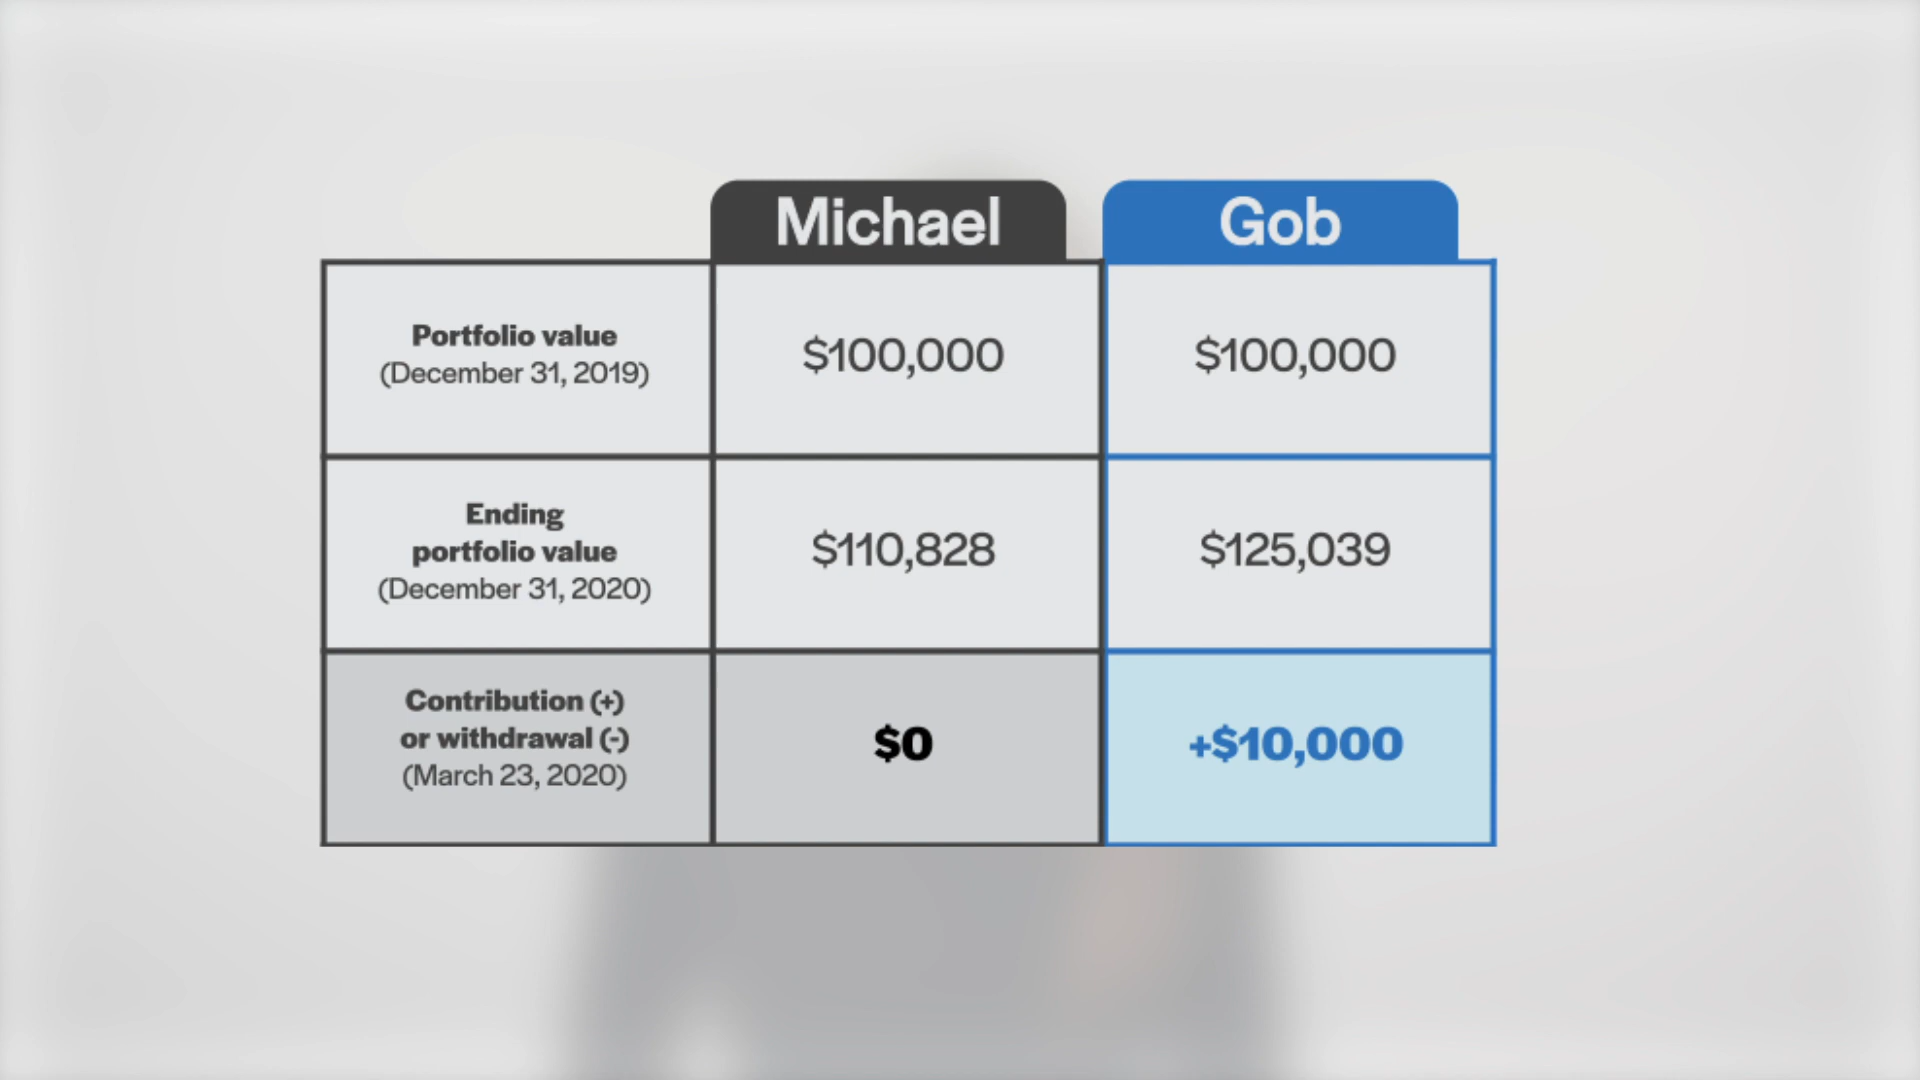 Michael Gob
Portfolio value
(December 31, 2019)
$100,000 $100,000
Ending
portfolio value
(December 31, 2020)
$110,828 $125,039
Contribution (+)
or withdrawal (-)
(March 23, 2020)
$0 +$10,000